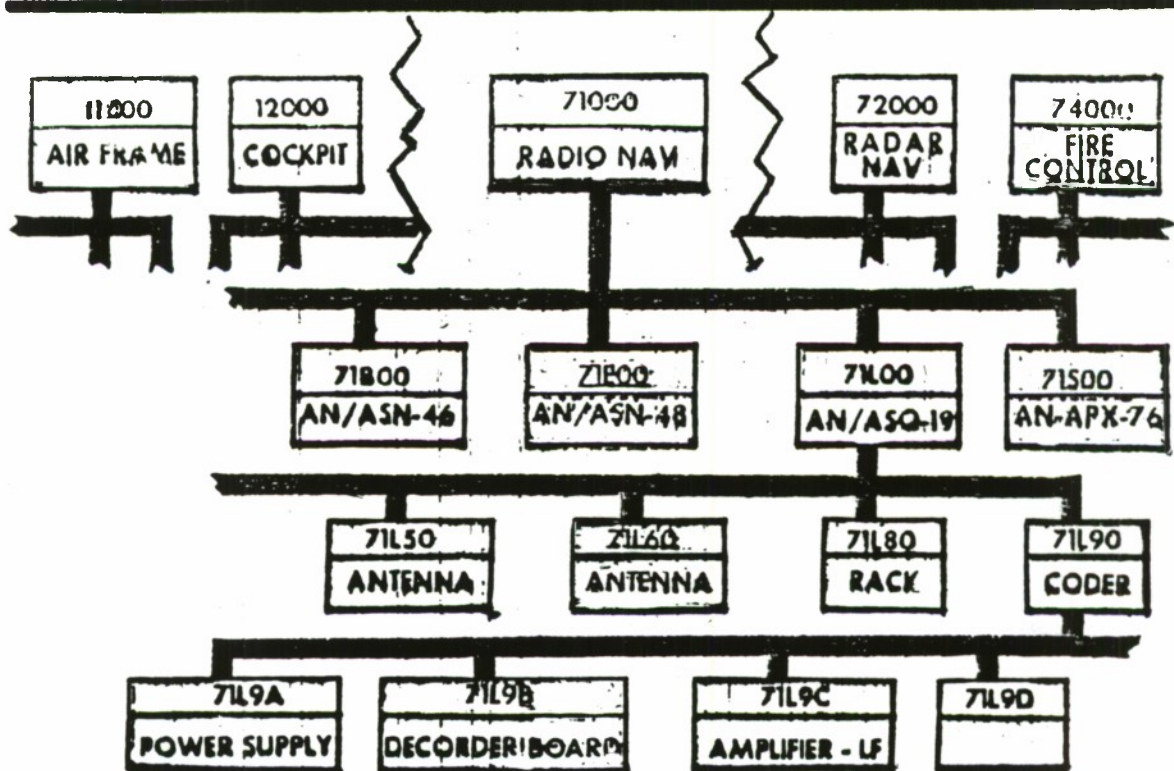 11000
AIR FRAME
12000
COCKPIT
71000
RADIO NAV
72000
RADAR
NAV
74000
FIRE
CONTROL
71B00
AN/ASN-46
71E00
AN/ASN-48
71L00
AN/ASQ-19
71S00
AN-APX-76
71L50
ANTENNA
71L60
ANTENNA
71L80
RACK
71L90
CODER
71L9A
POWER SUPPLY
71L9B
DECORDER BOARD
71L9C
AMPLIFIER - LF
71L9D